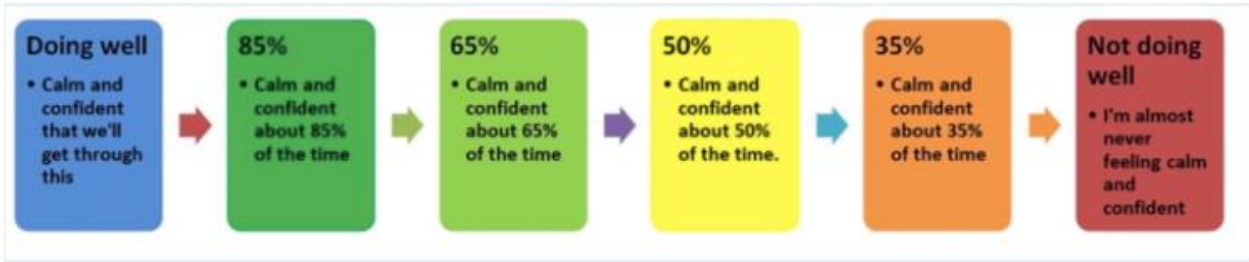 Doing well
• Calm and
confident
that we'll
get through
this
85%
• Calm and
confident
about 85%
of the time
65%
• Calm and
confident
about 65%
of the time
50%
• Calm and
confident
about 50%
of the time.
35%
• Calm and
confident
about 35%
of the time
Not doing
well
• I'm almost
never
feeling calm
and
confident